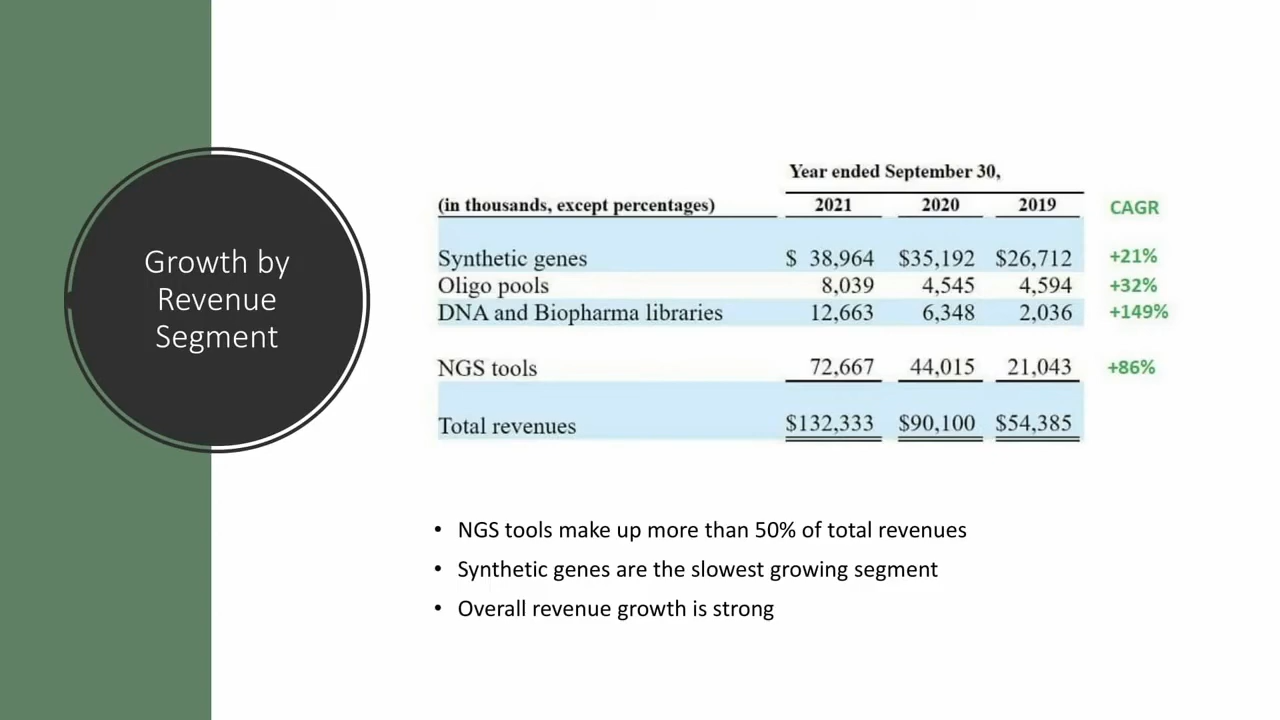 Growth by
Revenue
Segment
Year ended September 30,
(in thousands, except percentages) 2021 2020 2019 CAGR
Synthetic genes $ 38,964 $35,192 $26,712 +21%
Oligo pools 8,039 4,545 4,594 +32%
DNA and Biopharma libraries 12,663 6,348 2,036 +149%
NGS tools 72,667 44,015 21,043 +86%
Total revenues $132,333 $90,100 $54,385
• NGS tools make up more than 50% of total revenues
• Synthetic genes are the slowest growing segment
• Overall revenue growth is strong